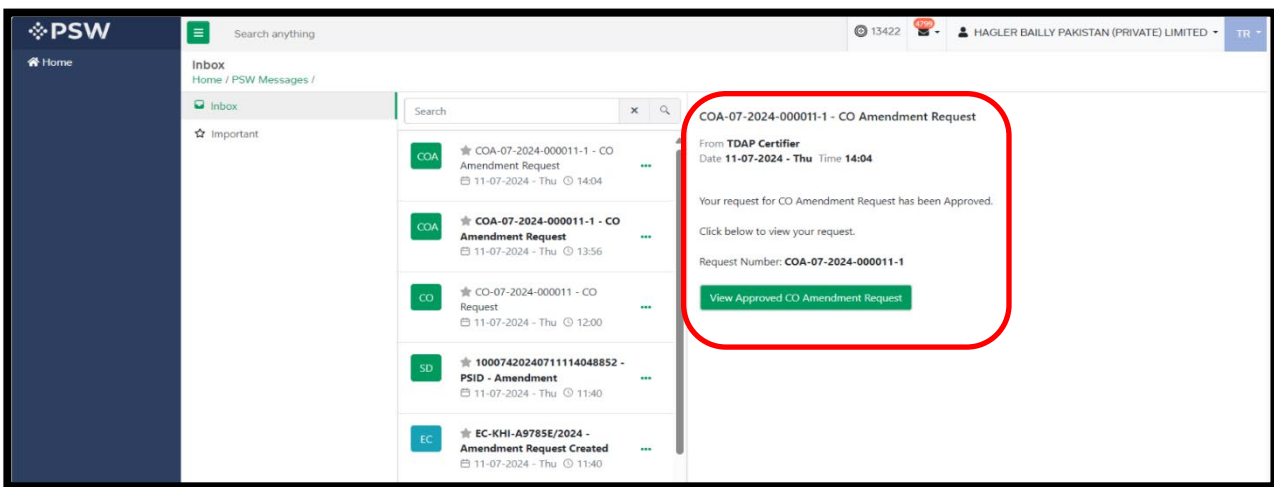 PSW
Search anything
13422
4799
HAGLER BAILLY PAKISTAN (PRIVATE) LIMITED
TR
Home
Inbox
Home / PSW Messages /
Inbox
Important
Search
COA
COA-07-2024-000011-1 - CO
Amendment Request
11-07-2024 - Thu 14:04
COA
COA-07-2024-000011-1 - CO
Amendment Request
11-07-2024 - Thu 13:56
CO
CO-07-2024-000011 - CO
Request
11-07-2024 - Thu 12:00
SD
10007420240711114048852 -
PSID - Amendment
11-07-2024 - Thu 11:40
EC
EC-KHI-A9785E/2024 -
Amendment Request Created
11-07-2024 - Thu 11:40
COA-07-2024-000011-1 - CO Amendment Request
From TDAP Certifier
Date 11-07-2024 - Thu Time 14:04
Your request for CO Amendment Request has been Approved.
Click below to view your request.
Request Number: COA-07-2024-000011-1
View Approved CO Amendment Request